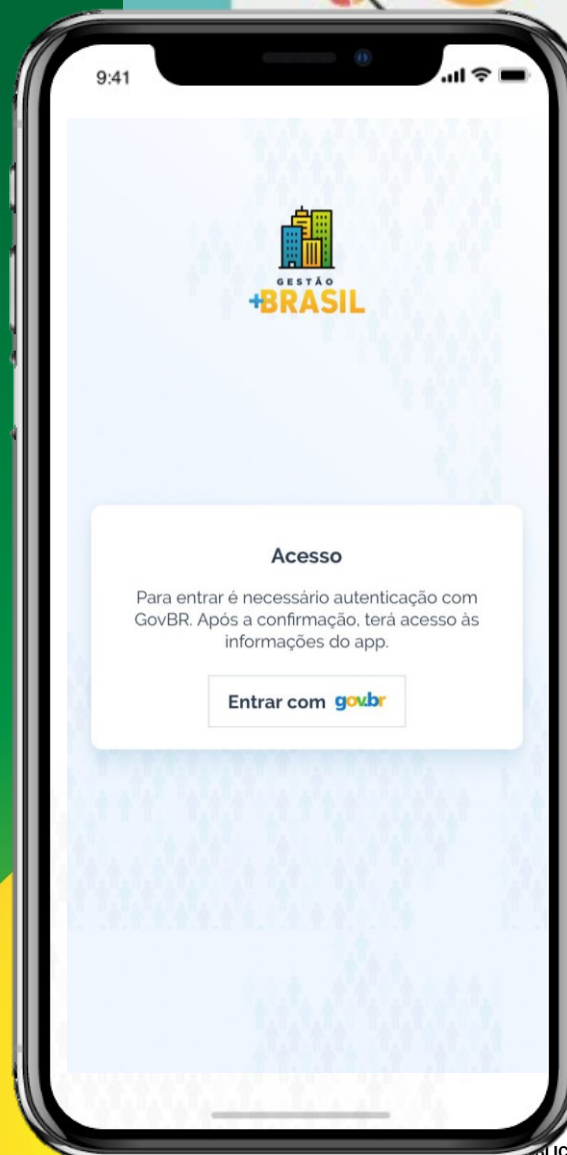 9:41
GESTÃO
+BRASIL
Acesso
Para entrar é necessário autenticação com
GovBR. Após a confirmação, terá acesso às
informações do app.
Entrar com gov.br